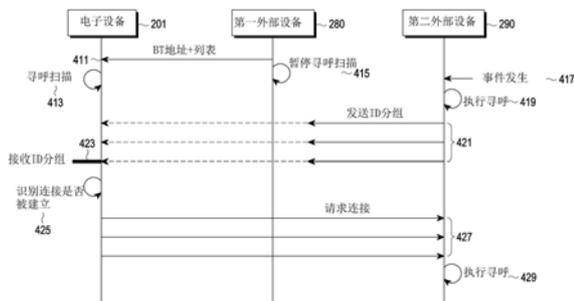 电子设备 201
第一外部设备 280
第二外部设备 290
411 BT地址+列表
寻呼扫描
413
暂停寻呼扫描
415
事件发生 417
执行寻呼 419
发送ID分组
421
423
接收ID分组
识别连接是否
被建立
425
请求连接
427
执行寻呼 429